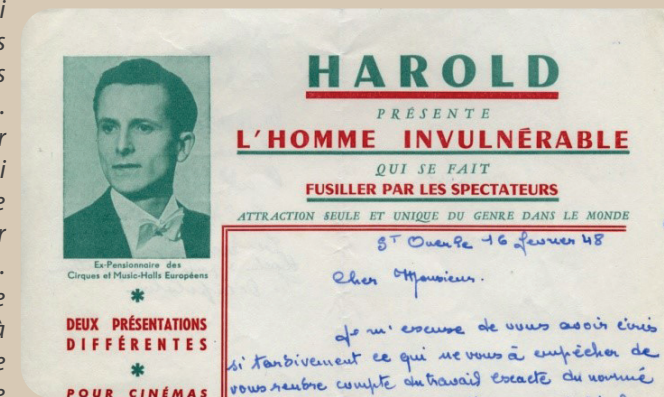 HAROLD
PRÉSENTE
L'HOMME INVULNÉRABLE
QUI SE FAIT
FUSILLER PAR LES SPECTATEURS
ATTRACTION SEULE ET UNIQUE DU GENRE DANS LE MONDE
Ex-Pensionnaire des
Cirques et Music-Halls Européens
*
DEUX PRÉSENTATIONS
DIFFÉRENTES
*
POUR CINÉMAS
St Ouen le 16 fevrier 48
Cher Monsieur.
Je m'excuse de vous avoir écris
si tardivement ce qui ne vous à empêcher de
vous rendre compte du travail exacte du nommé